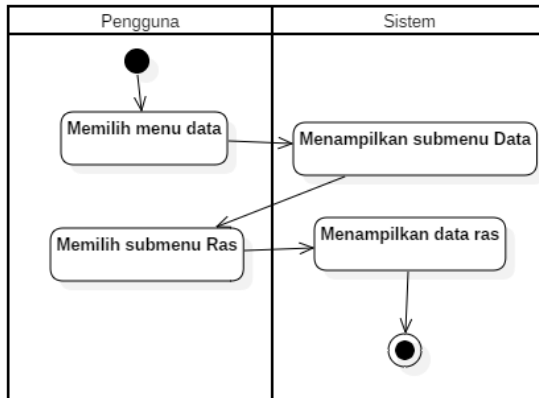 Pengguna
Sistem
Memilih menu data
Menampilkan submenu Data
Memilih submenu Ras
Menampilkan data ras